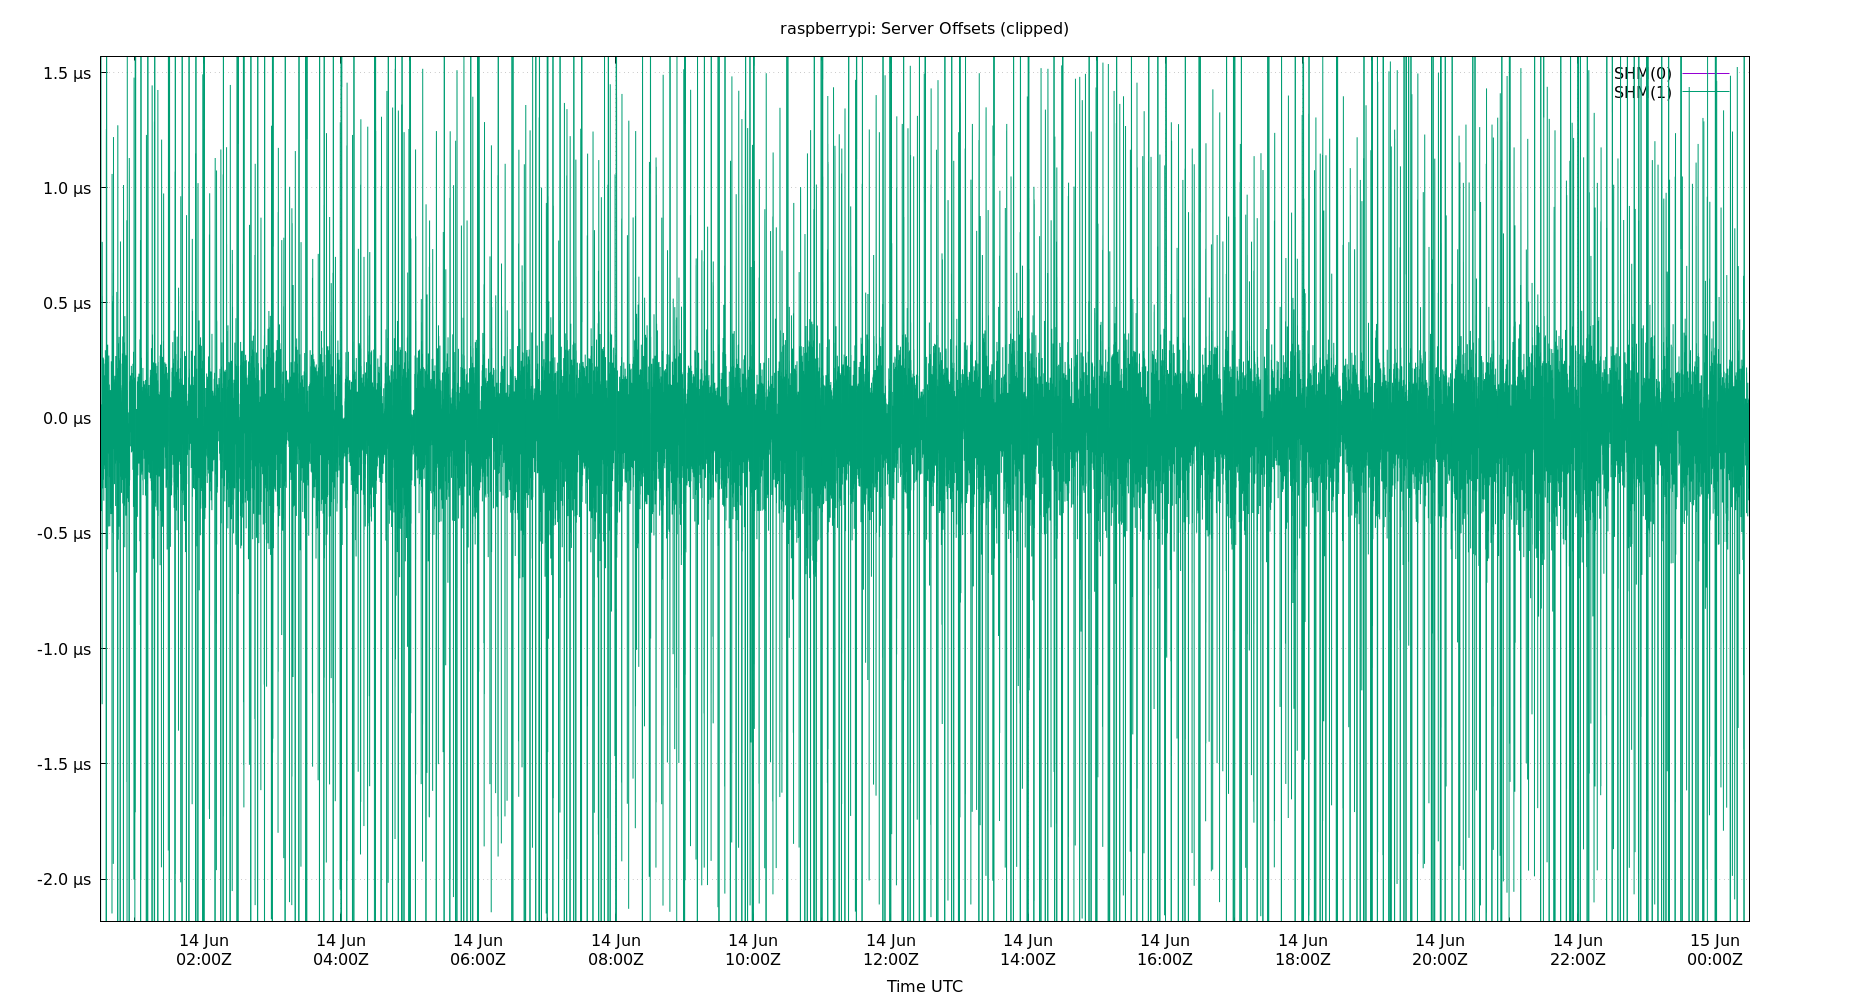 raspberrypi: Server Offsets (clipped)
SHM(0)
SHM(1)
1.5 µs
1.0 µs
0.5 µs
0.0 µs
-0.5 µs
-1.0 µs
-1.5 µs
-2.0 µs
14 Jun 14 Jun 14 Jun 14 Jun 14 Jun 14 Jun 14 Jun 14 Jun 14 Jun 14 Jun 14 Jun 15 Jun
02:00Z 04:00Z 06:00Z 08:00Z 10:00Z 12:00Z 14:00Z 16:00Z 18:00Z 20:00Z 22:00Z 00:00Z
Time UTC